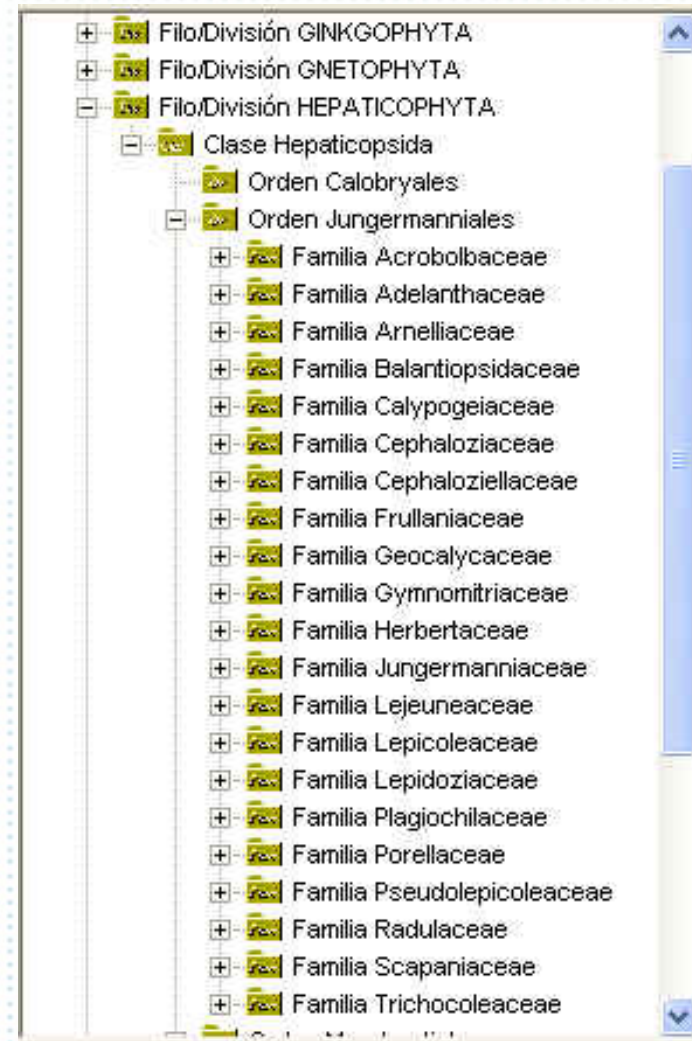 Filo/División GINKGOPHYTA
Filo/División GNETOPHYTA
Filo/División HEPATICOPHYTA
Clase Hepaticopsida
Orden Calobryales
Orden Jungermanniales
Familia Acrobolbaceae
Familia Adelanthaceae
Familia Arnelliaceae
Familia Balantiopsidaceae
Familia Calypogeiaceae
Familia Cephaloziaceae
Familia Cephaloziellaceae
Familia Frullaniaceae
Familia Geocalycaceae
Familia Gymnomitriaceae
Familia Herbertaceae
Familia Jungermanniaceae
Familia Lejeuneaceae
Familia Lepicoleaceae
Familia Lepidoziaceae
Familia Plagiochilaceae
Familia Porellaceae
Familia Pseudolepicoleaceae
Familia Radulaceae
Familia Scapaniaceae
Familia Trichocoleaceae